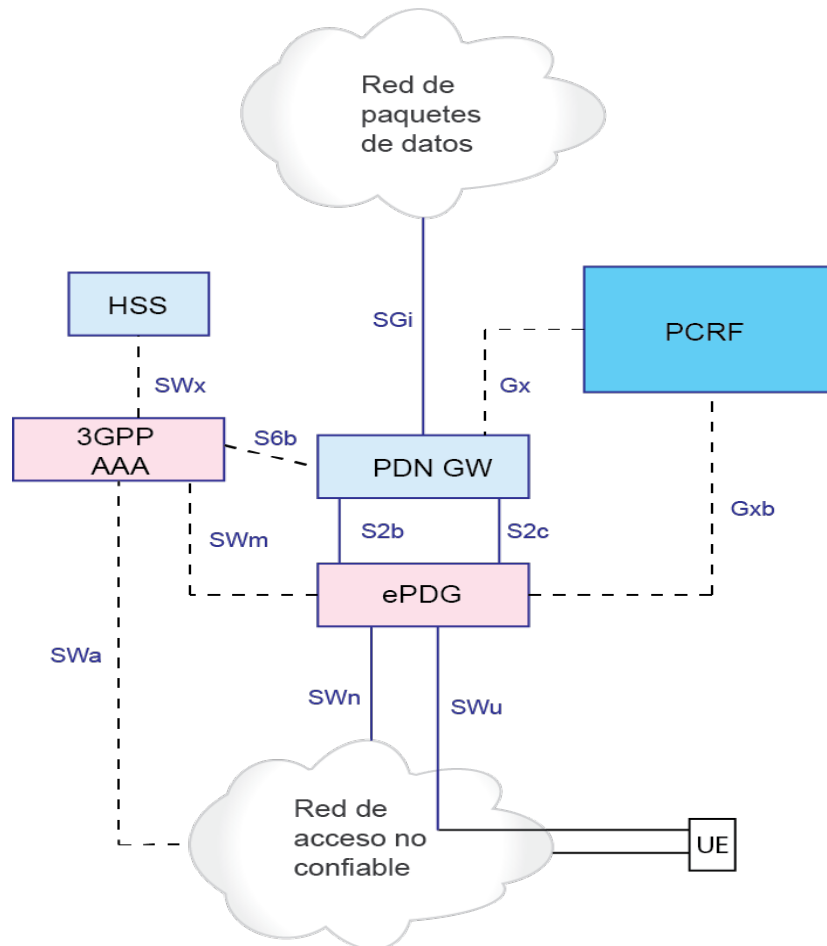 Red de
paquetes
de datos
HSS
SGi
PCRF
SWx
Gx
3GPP
AAA
S6b
PDN GW
SWm
S2b
S2c
Gxb
ePDG
SWa
SWn
SWu
Red de
acceso no
confiable
UE